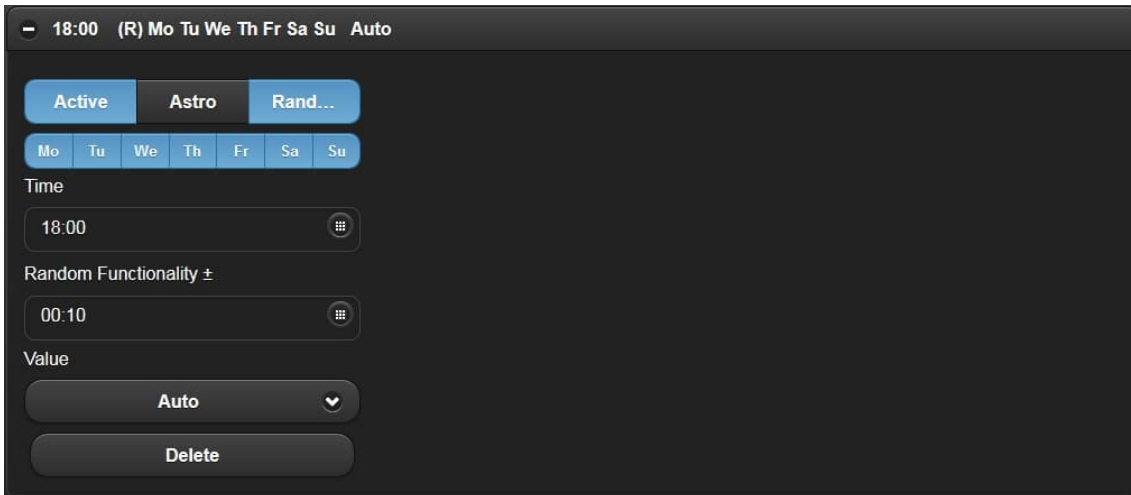 18:00 (R) Mo Tu We Th Fr Sa Su Auto
Active Astro Rand...
Mo Tu We Th Fr Sa Su
Time
18:00
Random Functionality ±
00:10
Value
Auto
Delete